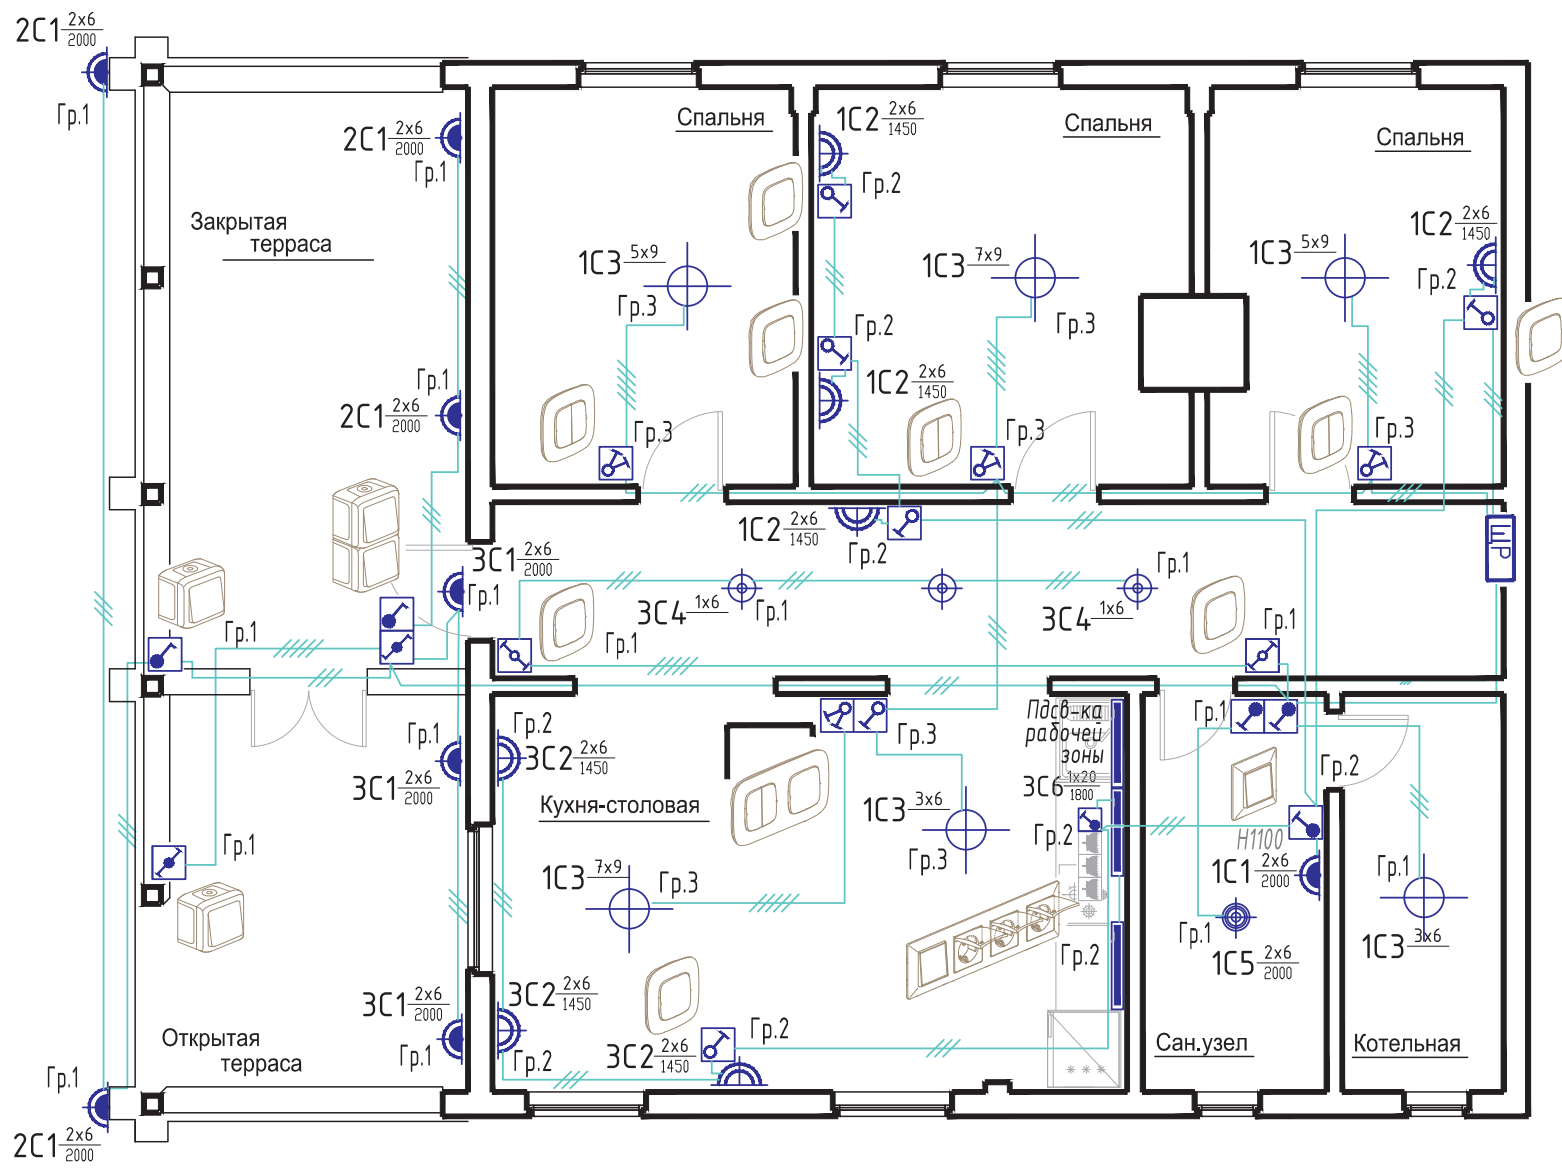 2С1 2х6
2000
Гр.1
2С1 2х6
2000
Гр.1
Закрытая
терраса
Спальня
1С2 2х6
1450
Гр.2
Спальня
Спальня
1С2 2х6
1450
Гр.2
1С3 5х9
Гр.3
1С3 7х9
Гр.3
1С3 5х9
Гр.2
1С2 2х6
1450
Гр.1
2С1 2х6
2000
Гр.3
Гр.3
Гр.3
1С2 2х6
1450
Гр.2
ЩР
3С1 2х6
2000
Гр.1
3С4 1х6
Гр.1
3С4 1х6
Гр.1
Гр.1
Гр.1
Гр.1
Гр.1
3С1 2х6
2000
Гр.2
3С2 2х6
1450
Кухня-столовая
Гр.3
1С3 3х6
Гр.3
Пдсв-ка
рабочей
зоны
3С6 1х20
1800
Гр.2
Гр.1
Гр.2
Н1100
1С1 2х6
2000
Гр.1
1С3 3х6
Гр.1
1С5 2х6
2000
Гр.1
1С3 7х9
Гр.3
Гр.2
3С1 2х6
2000
Гр.1
3С2 2х6
1450
Гр.2
3С2 2х6
1450
Гр.2
Открытая
терраса
Сан.узел
Котельная
Гр.1
2С1 2х6
2000